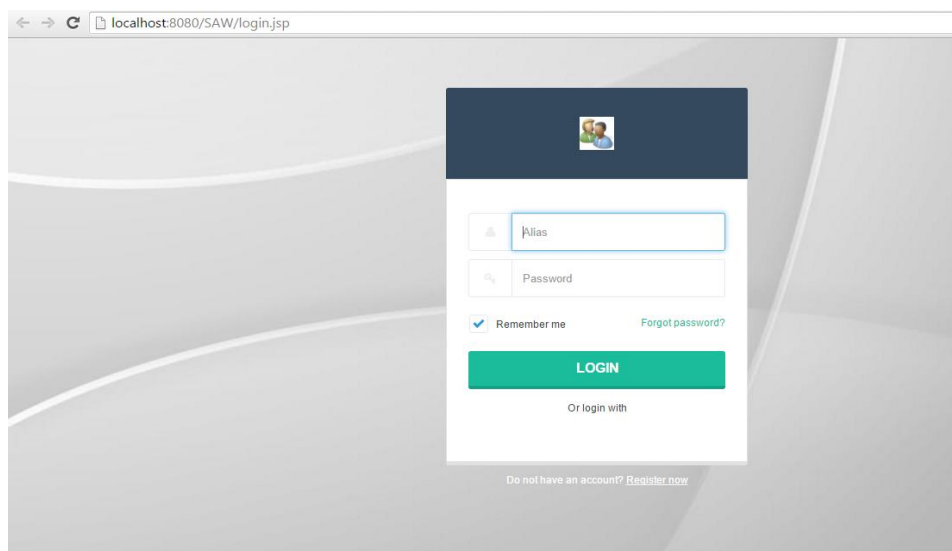 localhost:8080/SAW/login.jsp
Alias
Password
Remember me
Forgot password?
LOGIN
Or login with
Do not have an account? Register now